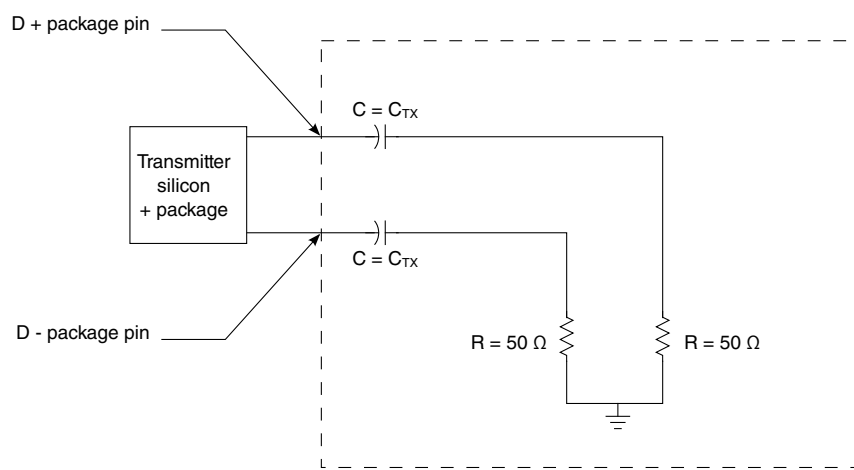 D + package pin
C = CTX
Transmitter
silicon
+ package
C = CTX
D - package pin
R = 50 Ω
R = 50 Ω